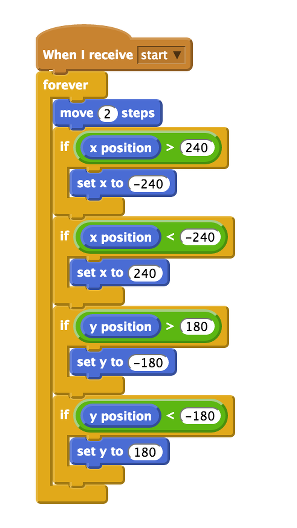 When I receive start
forever
move 2 steps
if x position > 240
set x to -240
if x position < -240
set x to 240
if y position > 180
set y to -180
if y position < -180
set y to 180